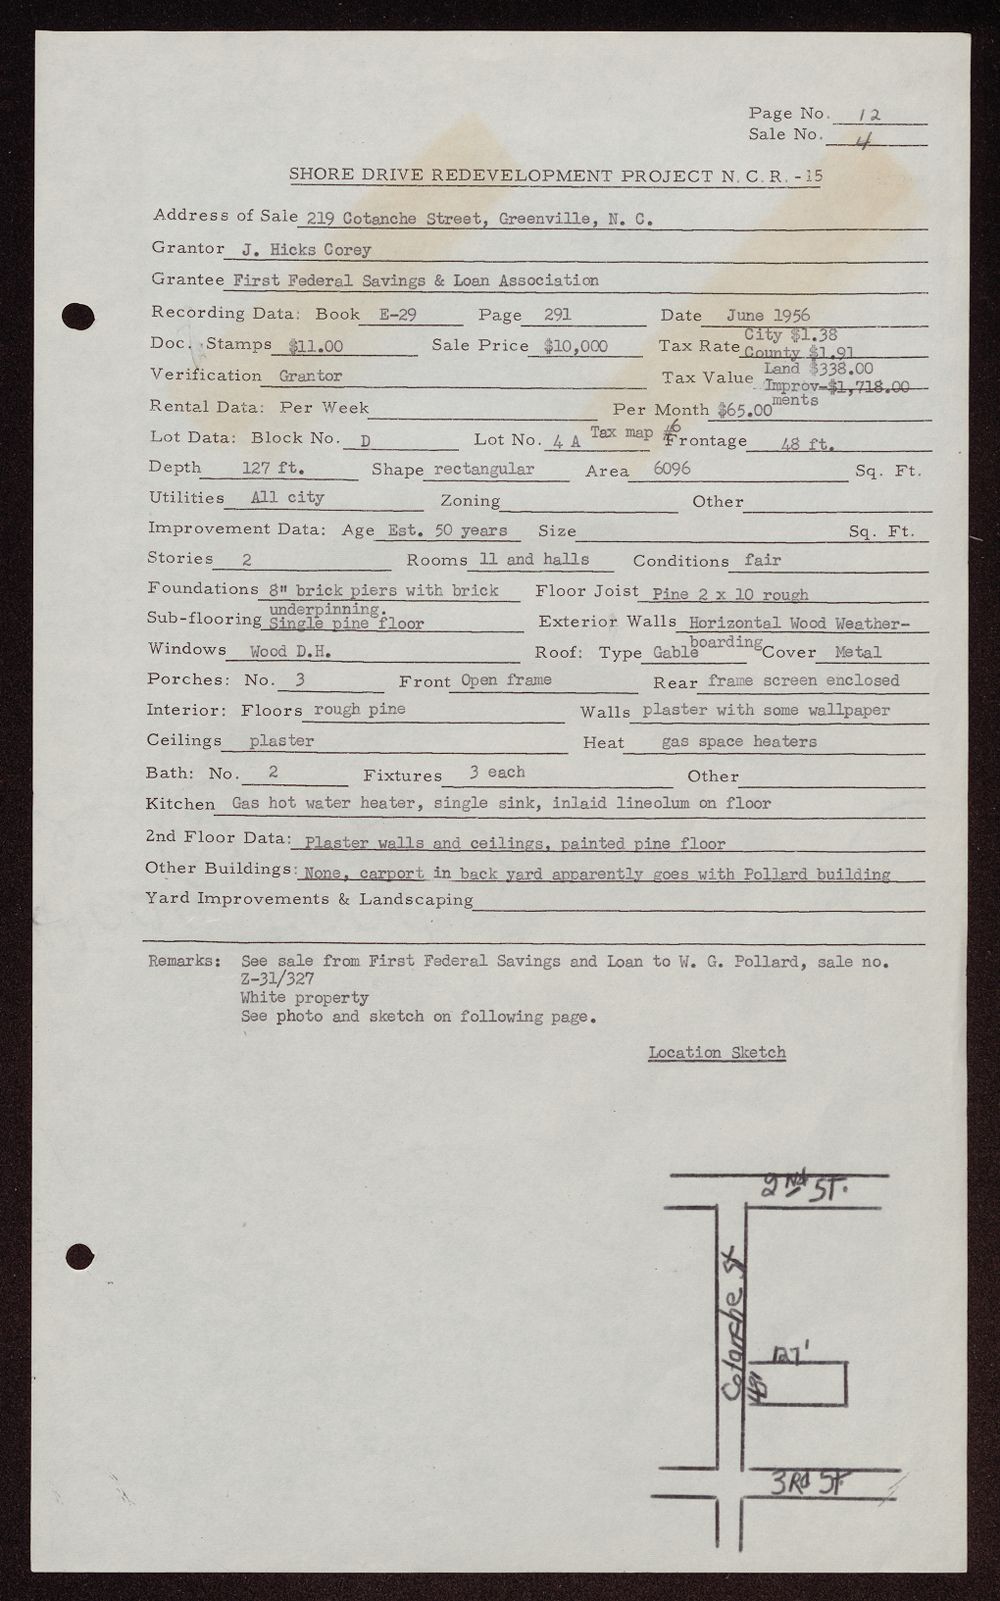 Page No. 12
Sale No. 4
SHORE DRIVE REDEVELOPMENT PROJECT N. C. R. -15
Address of Sale 219 Cotanche Street, Greenville, N. C.
Grantor J. Hicks Corey
Grantee First Federal Savings & Loan Association
Recording Data: Book E-29 Page 291 Date June 1956
Doc. Stamps $11.00 Sale Price $10,000 Tax Rate City $1.38
County $1.91
Verification Grantor Tax Value Land $338.00
Improv-$1,718.00
ments
Rental Data: Per Week Per Month $65.00
Lot Data: Block No. D Lot No. 4 A Tax map #6 Frontage 48 ft.
Depth 127 ft. Shape rectangular Area 6096 Sq. Ft.
Utilities All city Zoning Other
Improvement Data: Age Est. 50 years Size Sq. Ft.
Stories 2 Rooms 11 and halls Conditions fair
Foundations 8" brick piers with brick Floor Joist Pine 2 x 10 rough
underpinning.
Sub-flooring Single pine floor Exterior Walls Horizontal Wood Weather-
boarding
Windows Wood D.H. Roof: Type Gable Cover Metal
Porches: No. 3 Front Open frame Rear frame screen enclosed
Interior: Floors rough pine Walls plaster with some wallpaper
Ceilings plaster Heat gas space heaters
Bath: No. 2 Fixtures 3 each Other
Kitchen Gas hot water heater, single sink, inlaid lineolum on floor
2nd Floor Data: Plaster walls and ceilings, painted pine floor
Other Buildings: None, carport in back yard apparently goes with Pollard building
Yard Improvements & Landscaping
Remarks: See sale from First Federal Savings and Loan to W. G. Pollard, sale no.
Z-31/327
White property
See photo and sketch on following page.
Location Sketch
2nd ST.
Cotanche St
127'
48'
3Rd ST